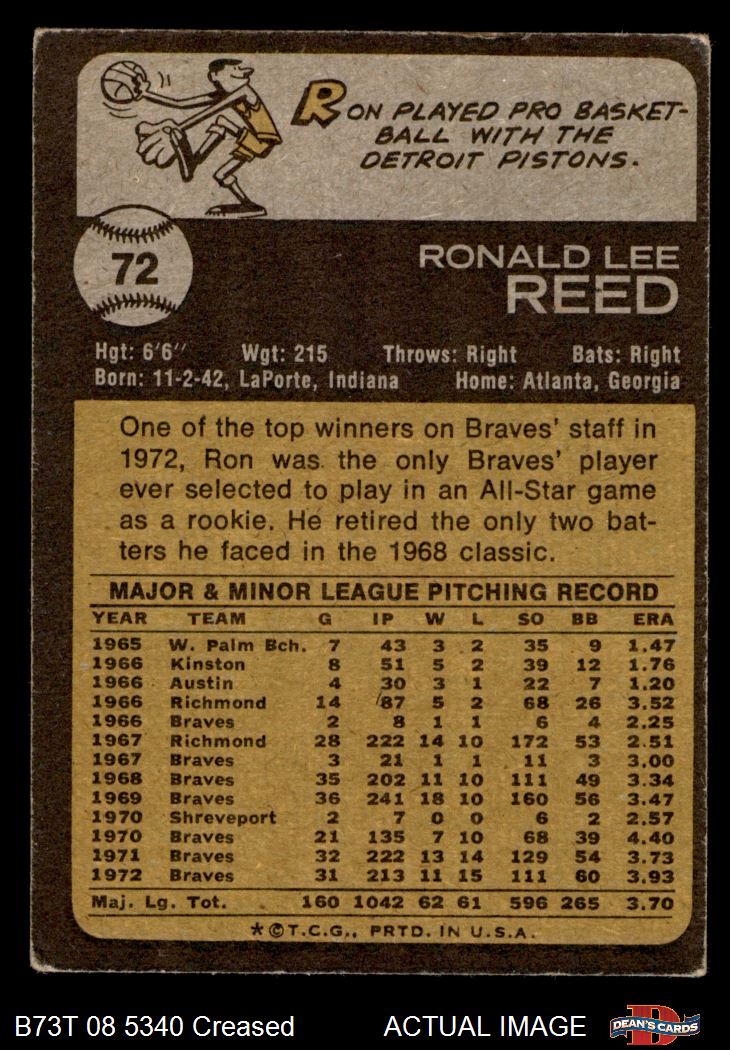 RON PLAYED PRO BASKET-
BALL WITH THE
DETROIT PISTONS.
72
RONALD LEE
REED
Hgt: 6'6" Wgt: 215 Throws: Right Bats: Right
Born: 11-2-42, LaPorte, Indiana Home: Atlanta, Georgia
One of the top winners on Braves' staff in
1972, Ron was the only Braves' player
ever selected to play in an All-Star game
as a rookie. He retired the only two bat-
ters he faced in the 1968 classic.
MAJOR & MINOR LEAGUE PITCHING RECORD
YEAR TEAM G IP W L SO BB ERA
1965 W. Palm Bch. 7 43 3 2 35 9 1.47
1966 Kinston 8 51 5 2 39 12 1.76
1966 Austin 4 30 3 1 22 7 1.20
1966 Richmond 14 87 5 2 68 26 3.52
1966 Braves 2 8 1 1 6 4 2.25
1967 Richmond 28 222 14 10 172 53 2.51
1967 Braves 3 21 1 1 11 3 3.00
1968 Braves 35 202 11 10 111 49 3.34
1969 Braves 36 241 18 10 160 56 3.47
1970 Shreveport 2 7 0 0 6 2 2.57
1970 Braves 21 135 7 10 68 39 4.40
1971 Braves 32 222 13 14 129 54 3.73
1972 Braves 31 213 11 15 111 60 3.93
Maj. Lg. Tot. 160 1042 62 61 596 265 3.70
*©T.C.G., PRTD. IN U.S.A.
B73T 08 5340 Creased ACTUAL IMAGE DEAN'S CARDS